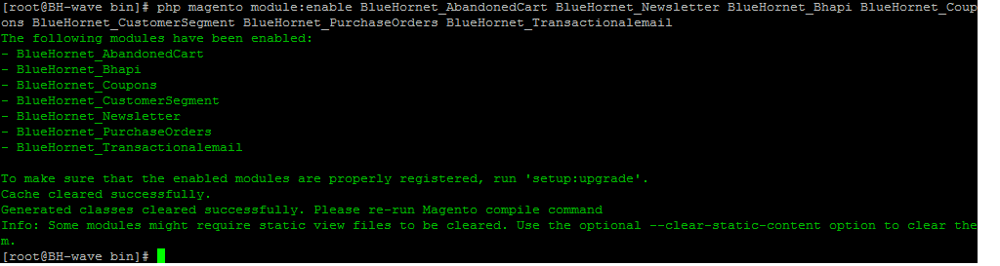 [root@BH-wave bin]# php magento module:enable BlueHornet_AbandonedCart BlueHornet_Newsletter BlueHornet_Bhapi BlueHornet_Coup
ons BlueHornet_CustomerSegment BlueHornet_PurchaseOrders BlueHornet_Transactionalemail
The following modules have been enabled:
- BlueHornet_AbandonedCart
- BlueHornet_Bhapi
- BlueHornet_Coupons
- BlueHornet_CustomerSegment
- BlueHornet_Newsletter
- BlueHornet_PurchaseOrders
- BlueHornet_Transactionalemail
To make sure that the enabled modules are properly registered, run 'setup:upgrade'.
Cache cleared successfully.
Generated classes cleared successfully. Please re-run Magento compile command
Info: Some modules might require static view files to be cleared. Use the optional --clear-static-content option to clear the
m.
[root@BH-wave bin]#